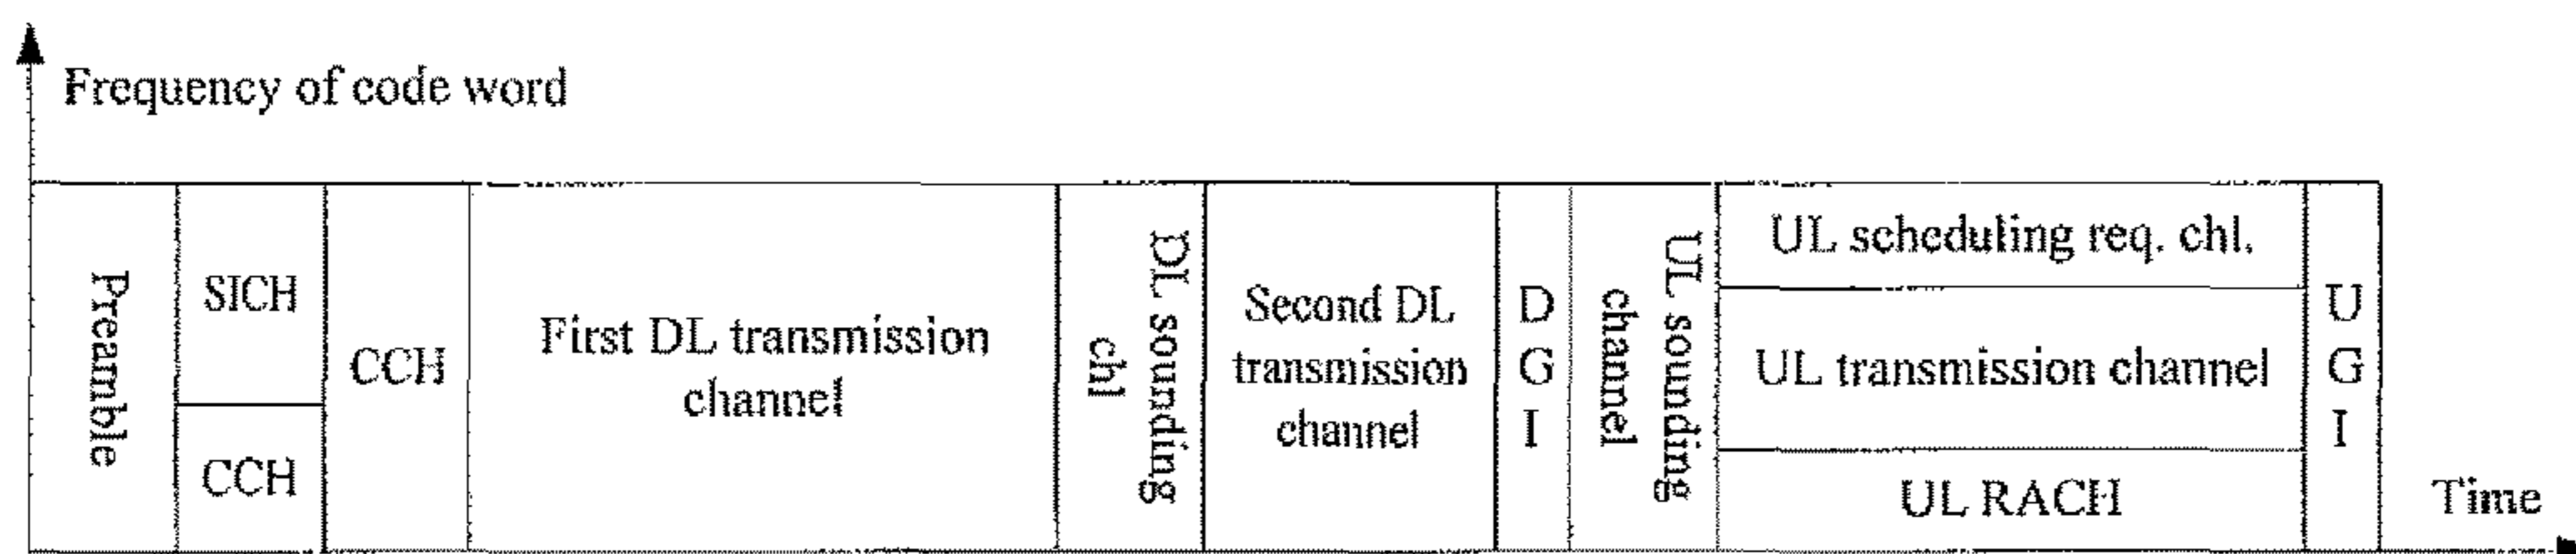 Frequency of code word
Preamble
SICH
CCH
CCH
First DL transmission
channel
DL sounding
chl
Second DL
transmission
channel
D
G
I
UL sounding
channel
UL scheduling req. chl.
UL transmission channel
UL RACH
U
G
I
Time